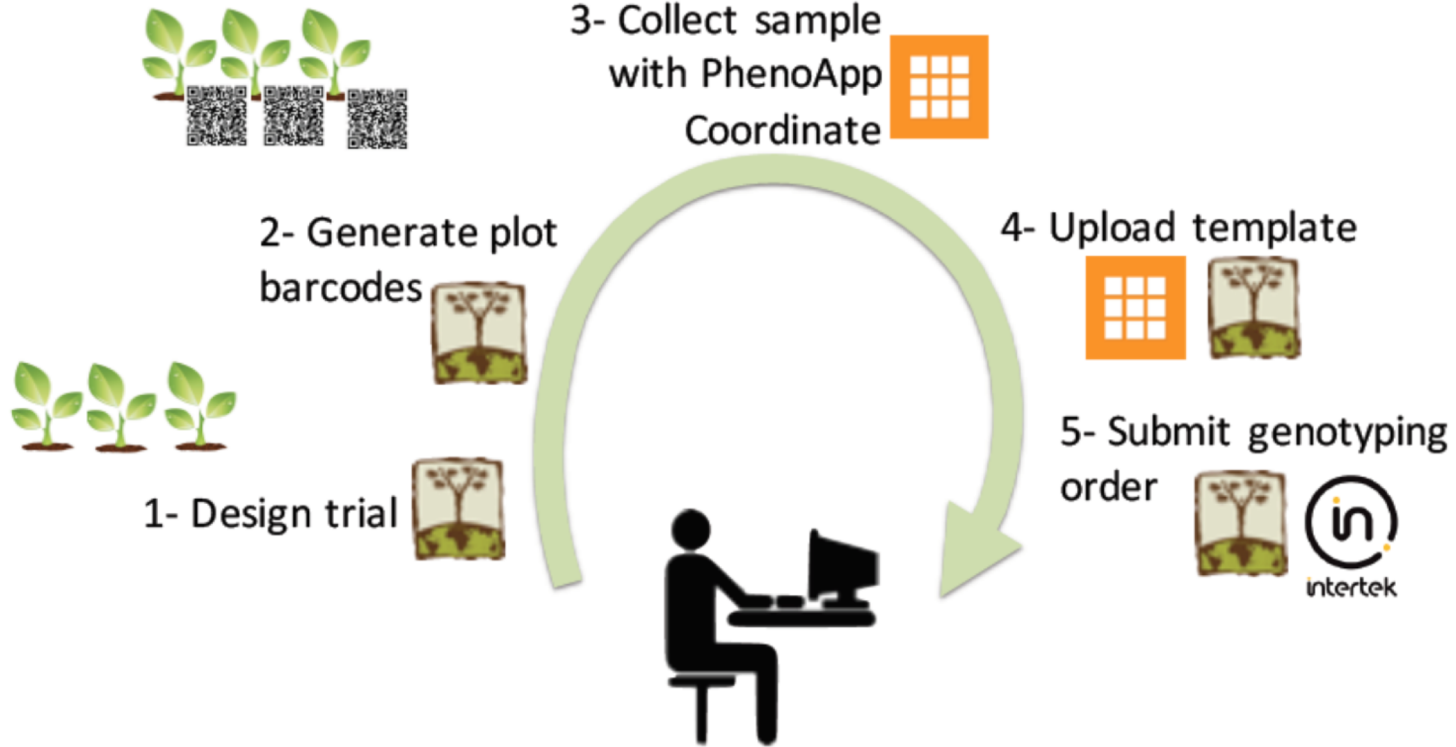 3- Collect sample
with PhenoApp
Coordinate
2- Generate plot
barcodes
4- Upload template
1- Design trial
5- Submit genotyping
order
in
intertek